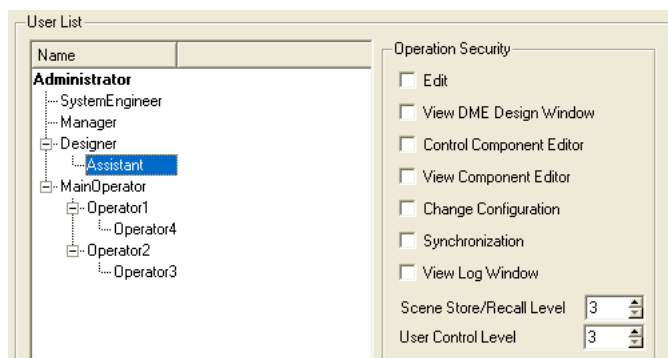 User List
Name
Administrator
SystemEngineer
Manager
Designer
Assistant
MainOperator
Operator1
Operator4
Operator2
Operator3
Operation Security
Edit
View DME Design Window
Control Component Editor
View Component Editor
Change Configuration
Synchronization
View Log Window
Scene Store/Recall Level 3
User Control Level 3